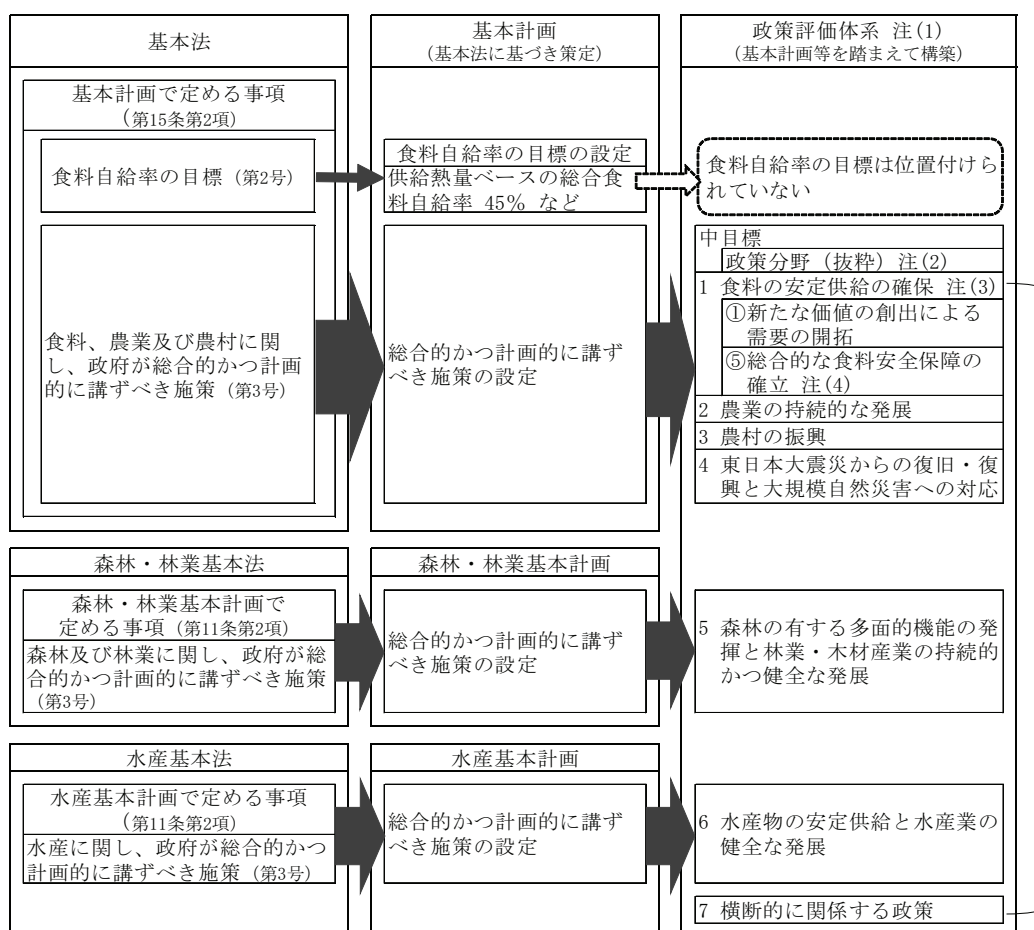 基本法
基本計画で定める事項
(第15条第2項)
食料自給率の目標 (第2号)
食料、農業及び農村に関
し、政府が総合的かつ計画
的に講ずべき施策 (第3号)
基本計画
(基本法に基づき策定)
食料自給率の目標の設定
供給熱量ベースの総合食
料自給率 45% など
総合的かつ計画的に講ず
べき施策の設定
政策評価体系 注(1)
(基本計画等を踏まえて構築)
食料自給率の目標は位置付けら
れていない
中目標
政策分野 (抜粋) 注(2)
1 食料の安定供給の確保 注(3)
①新たな価値の創出による
需要の開拓
⑤総合的な食料安全保障の
確立 注(4)
2 農業の持続的な発展
3 農村の振興
4 東日本大震災からの復旧・復
興と大規模自然災害への対応
森林・林業基本法
森林・林業基本計画で
定める事項 (第11条第2項)
森林及び林業に関し、政府が総
合的かつ計画的に講ずべき施策
(第3号)
森林・林業基本計画
総合的かつ計画的に講ず
べき施策の設定
5 森林の有する多面的機能の発
揮と林業・木材産業の持続的
かつ健全な発展
水産基本法
水産基本計画で定める事項
(第11条第2項)
水産に関し、政府が総合的かつ
計画的に講ずべき施策 (第3号)
水産基本計画
総合的かつ計画的に講ず
べき施策の設定
6 水産物の安定供給と水産業の
健全な発展
7 横断的に関係する政策